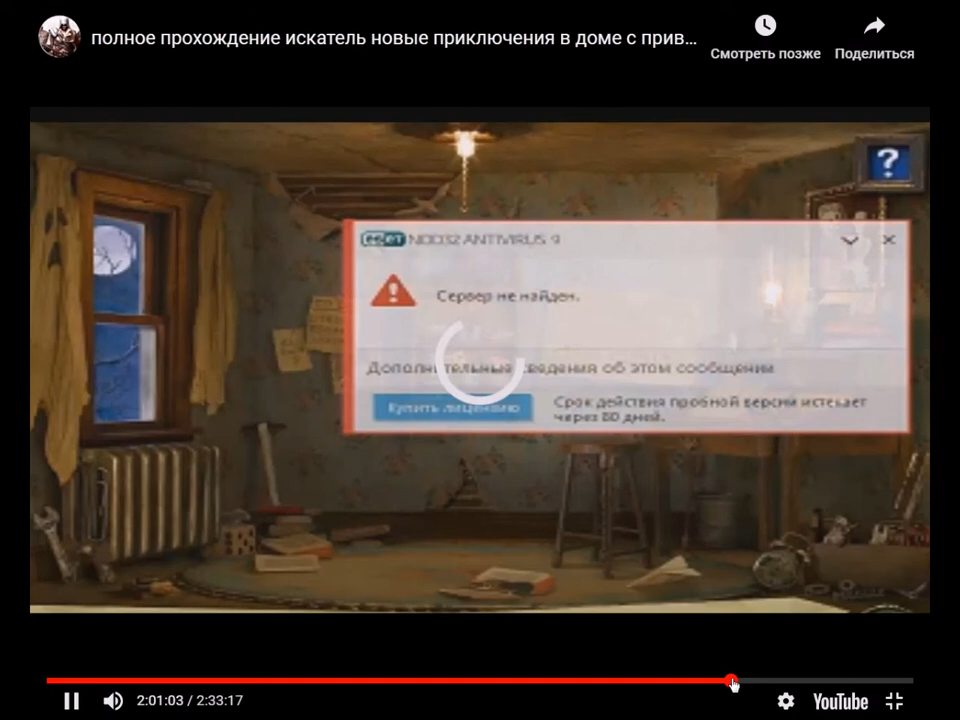 полное прохождение искатель новые приключения в доме с прив...
Смотреть позже
Поделиться
?
eset NOD32 ANTIVIRUS 9
Сервер не найден.
Дополнительные сведения об этом сообщении
Купить лицензию
Срок действия пробной версии истекает
через 80 дней.
2:01:03 / 2:33:17
YouTube